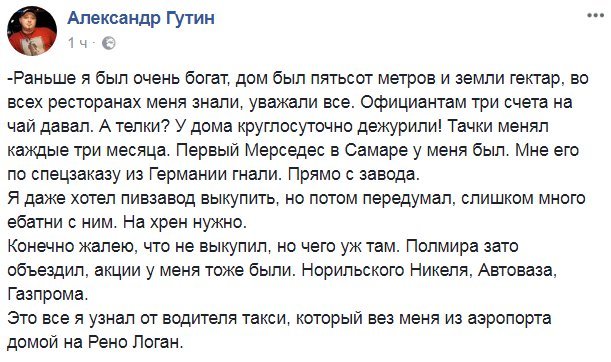 Александр Гутин
1 ч ·
-Раньше я был очень богат, дом был пятьсот метров и земли гектар, во
всех ресторанах меня знали, уважали все. Официантам три счета на
чай давал. А телки? У дома круглосуточно дежурили! Тачки менял
каждые три месяца. Первый Мерседес в Самаре у меня был. Мне его
по спецзаказу из Германии гнали. Прямо с завода.
Я даже хотел пивзавод выкупить, но потом передумал, слишком много
ебатни с ним. На хрен нужно.
Конечно жалею, что не выкупил, но чего уж там. Полмира зато
объездил, акции у меня тоже были. Норильского Никеля, Автоваза,
Газпрома.
Это все я узнал от водителя такси, который вез меня из аэропорта
домой на Рено Логан.